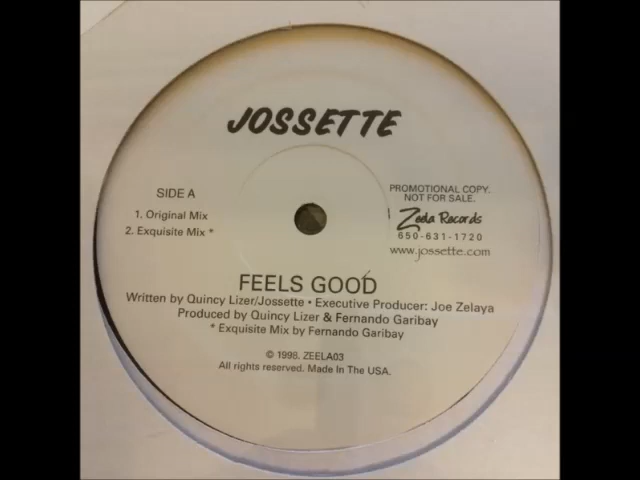 JOSSETTE
SIDE A
1. Original Mix
2. Exquisite Mix *
PROMOTIONAL COPY.
NOT FOR SALE.
Zeela Records
650-631-1720
www.jossette.com
FEELS GOOD
Written by Quincy Lizer/Jossette • Executive Producer: Joe Zelaya
Produced by Quincy Lizer & Fernando Garibay
* Exquisite Mix by Fernando Garibay
© 1998. ZEELA03
All rights reserved. Made In The USA.